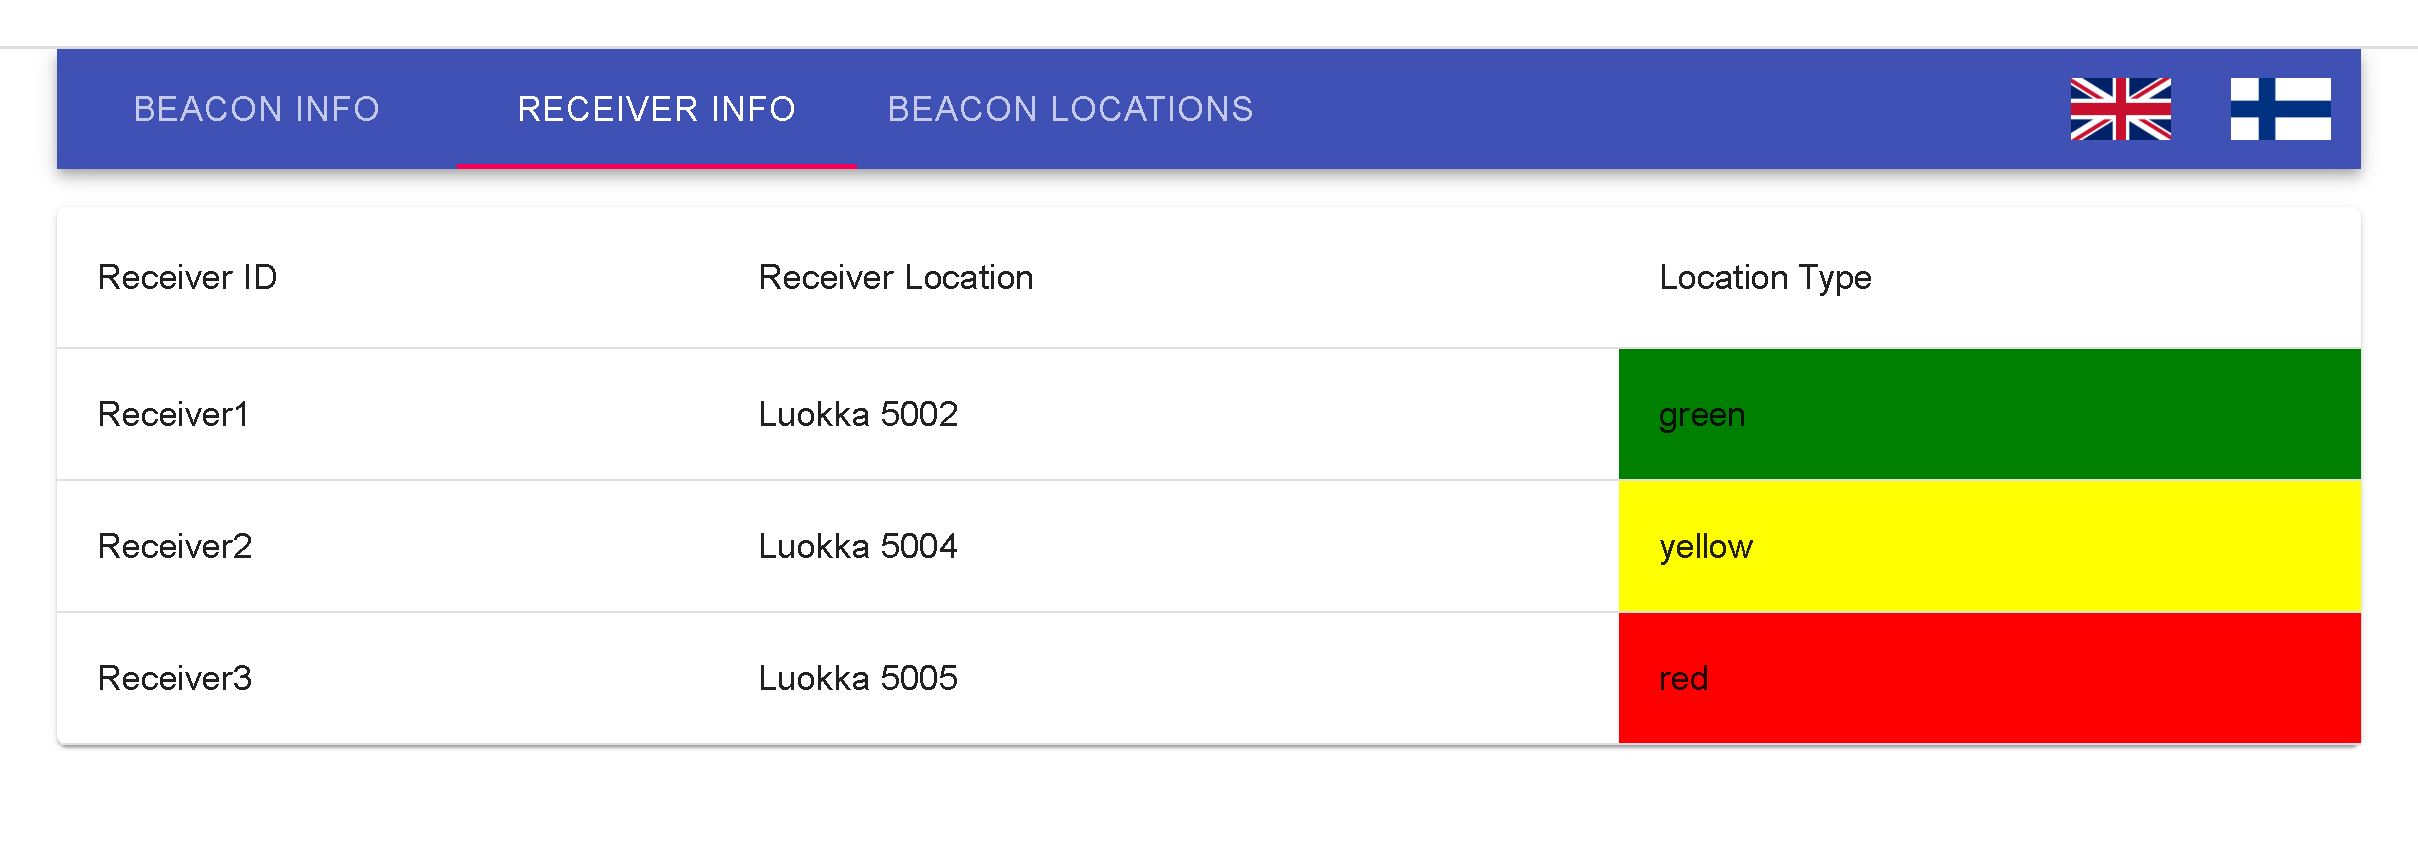 BEACON INFO RECEIVER INFO BEACON LOCATIONS
Receiver ID Receiver Location Location Type
Receiver1 Luokka 5002 green
Receiver2 Luokka 5004 yellow
Receiver3 Luokka 5005 red